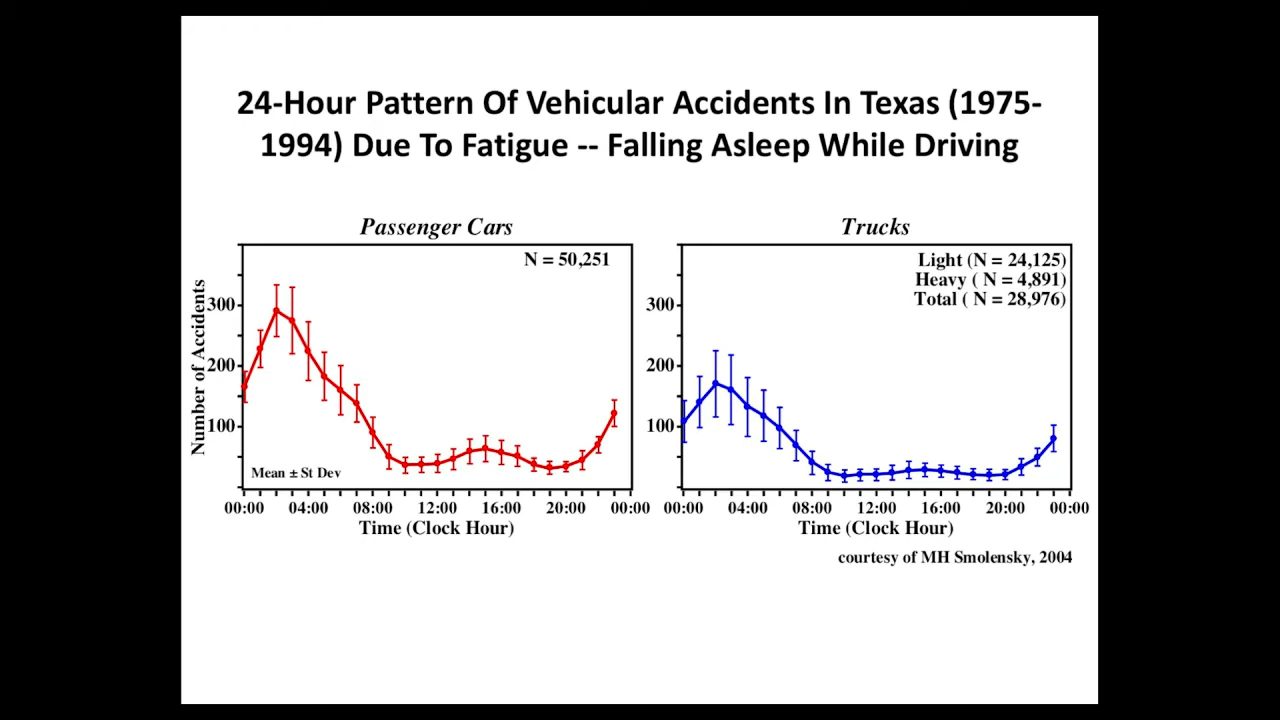 24-Hour Pattern Of Vehicular Accidents In Texas (1975-
1994) Due To Fatigue -- Falling Asleep While Driving
Passenger Cars
N = 50,251
Number of Accidents
300
200
100
Mean ± St Dev
00:00 04:00 08:00 12:00 16:00 20:00 00:00
Time (Clock Hour)
Trucks
Light (N = 24,125)
Heavy ( N = 4,891)
Total ( N = 28,976)
300
200
100
00:00 04:00 08:00 12:00 16:00 20:00 00:00
Time (Clock Hour)
courtesy of MH Smolensky, 2004